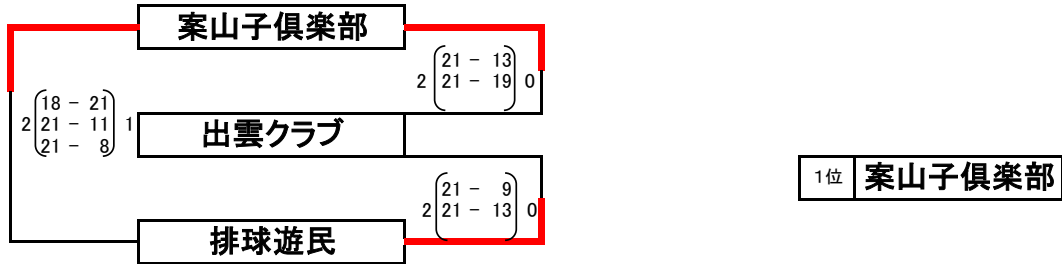 案山子倶楽部
21 - 13
2 21 - 19 0
18 - 21
2 21 - 11 1
21 - 8
出雲クラブ
21 - 9
2 21 - 13 0
1位 案山子倶楽部
排球遊民